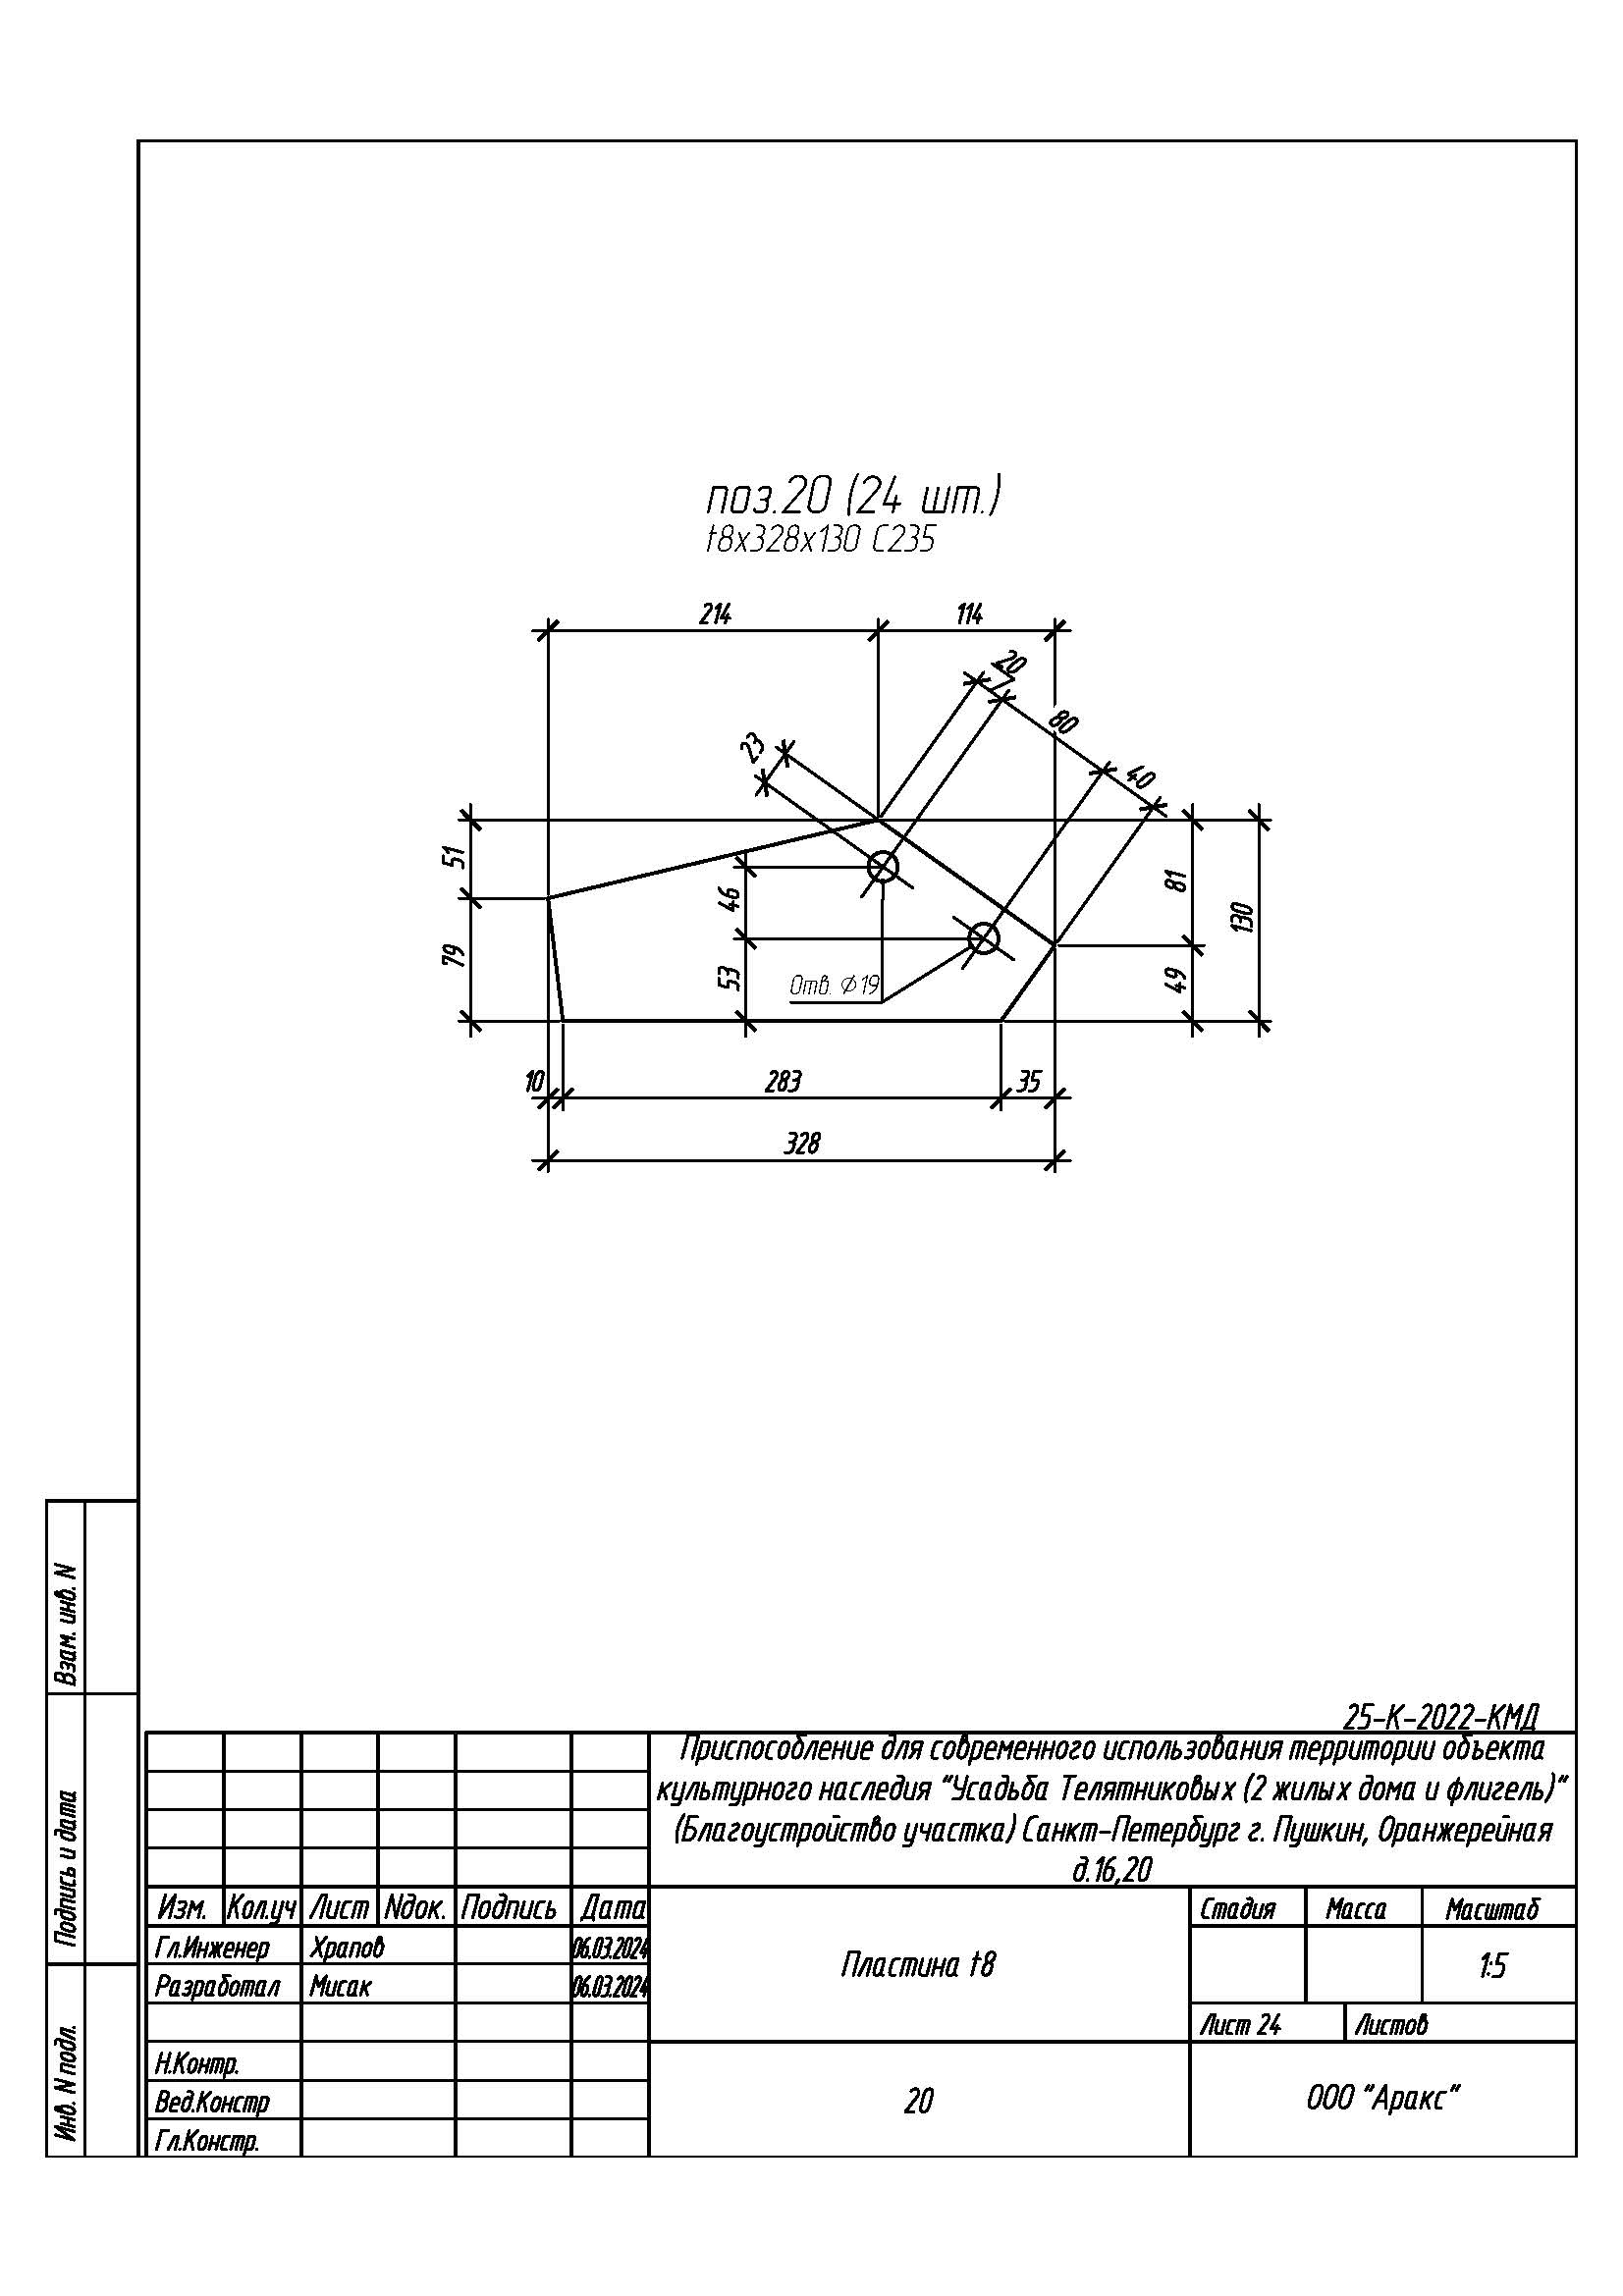 поз.20 (24 шт.)
t8x328x130 С235
214
114
20
80
40
23
51
79
46
53
81
49
130
Отв. Ø19
10
283
35
328
Взам. инв. N
Подпись и дата
Инв. N подл.
25-К-2022-КМД
Приспособление для современного использования территории объекта
культурного наследия "Усадьба Телятниковых (2 жилых дома и флигель)"
(Благоустройство участка) Санкт-Петербург г. Пушкин, Оранжерейная
д.16,20
Изм. Кол.уч Лист Nдок. Подпись Дата
Стадия Масса Масштаб
Гл.Инженер Храпов 06.03.2024
Пластина t8
1:5
Разработал Мисак 06.03.2024
Лист 24 Листов
Н.Контр.
Вед.Констр
20
ООО "Аракс"
Гл.Констр.